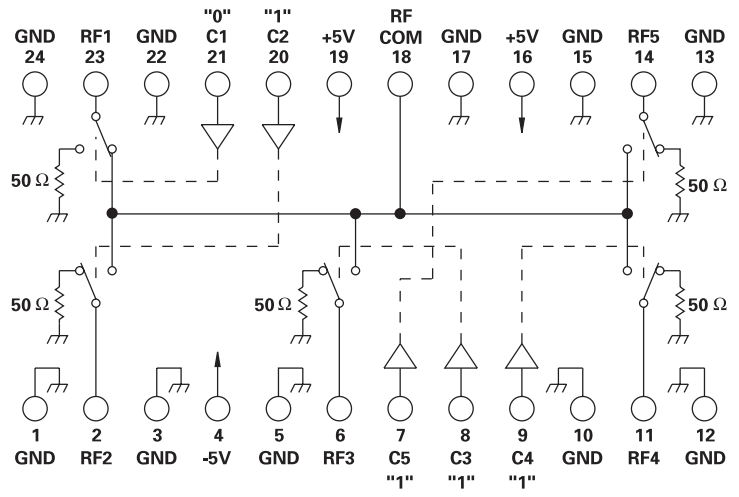 "0" "1" RF
GND RF1 GND C1 C2 +5V COM GND +5V GND RF5 GND
24 23 22 21 20 19 18 17 16 15 14 13
50 Ω 50 Ω
50 Ω 50 Ω 50 Ω
1 2 3 4 5 6 7 8 9 10 11 12
GND RF2 GND -5V GND RF3 C5 C3 C4 GND RF4 GND
"1" "1" "1"